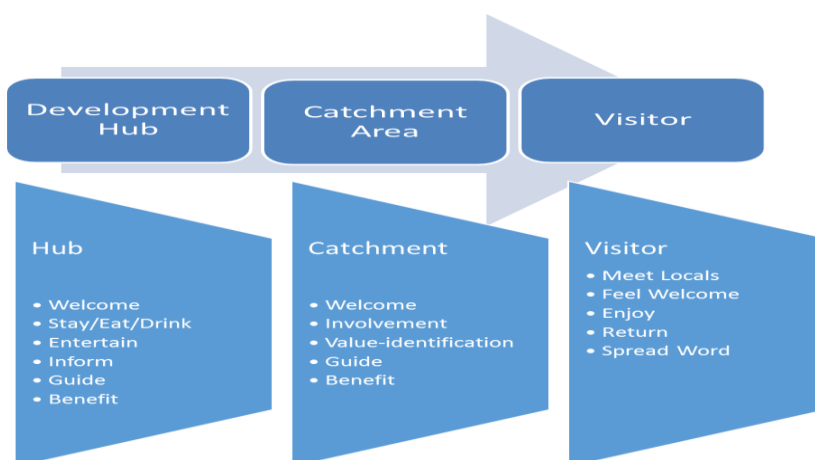 Development
Hub
Catchment
Area
Visitor
Hub
• Welcome
• Stay/Eat/Drink
• Entertain
• Inform
• Guide
• Benefit
Catchment
• Welcome
• Involvement
• Value-identification
• Guide
• Benefit
Visitor
• Meet Locals
• Feel Welcome
• Enjoy
• Return
• Spread Word